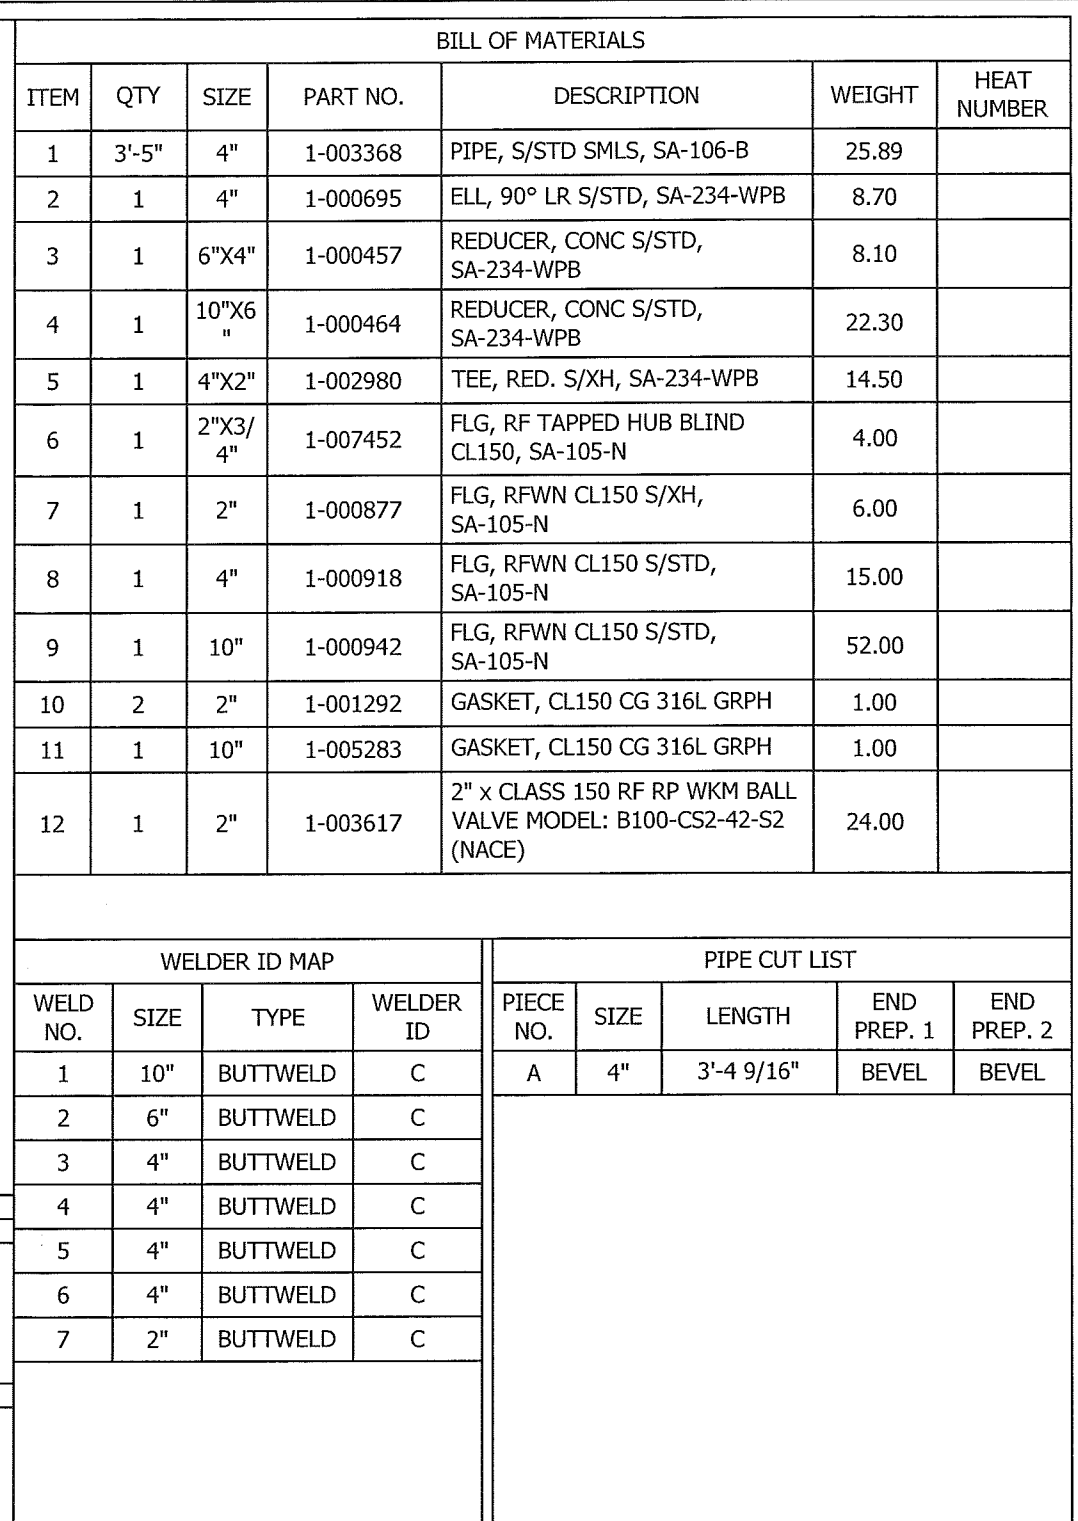 BILL OF MATERIALS
ITEM QTY SIZE PART NO. DESCRIPTION WEIGHT HEAT NUMBER
1 3'-5" 4" 1-003368 PIPE, S/STD SMLS, SA-106-B 25.89
2 1 4" 1-000695 ELL, 90° LR S/STD, SA-234-WPB 8.70
3 1 6"X4" 1-000457 REDUCER, CONC S/STD, 8.10
SA-234-WPB
4 1 10"X6 1-000464 REDUCER, CONC S/STD, 22.30
" SA-234-WPB
5 1 4"X2" 1-002980 TEE, RED. S/XH, SA-234-WPB 14.50
6 1 2"X3/ 1-007452 FLG, RF TAPPED HUB BLIND 4.00
4" CL150, SA-105-N
7 1 2" 1-000877 FLG, RFWN CL150 S/XH, 6.00
SA-105-N
8 1 4" 1-000918 FLG, RFWN CL150 S/STD, 15.00
SA-105-N
9 1 10" 1-000942 FLG, RFWN CL150 S/STD, 52.00
SA-105-N
10 2 2" 1-001292 GASKET, CL150 CG 316L GRPH 1.00
11 1 10" 1-005283 GASKET, CL150 CG 316L GRPH 1.00
12 1 2" 1-003617 2" x CLASS 150 RF RP WKM BALL 24.00
VALVE MODEL: B100-CS2-42-S2
(NACE)
WELDER ID MAP
WELD NO. SIZE TYPE WELDER ID
1 10" BUTTWELD C
2 6" BUTTWELD C
3 4" BUTTWELD C
4 4" BUTTWELD C
5 4" BUTTWELD C
6 4" BUTTWELD C
7 2" BUTTWELD C
PIPE CUT LIST
PIECE NO. SIZE LENGTH END PREP. 1 END PREP. 2
A 4" 3'-4 9/16" BEVEL BEVEL